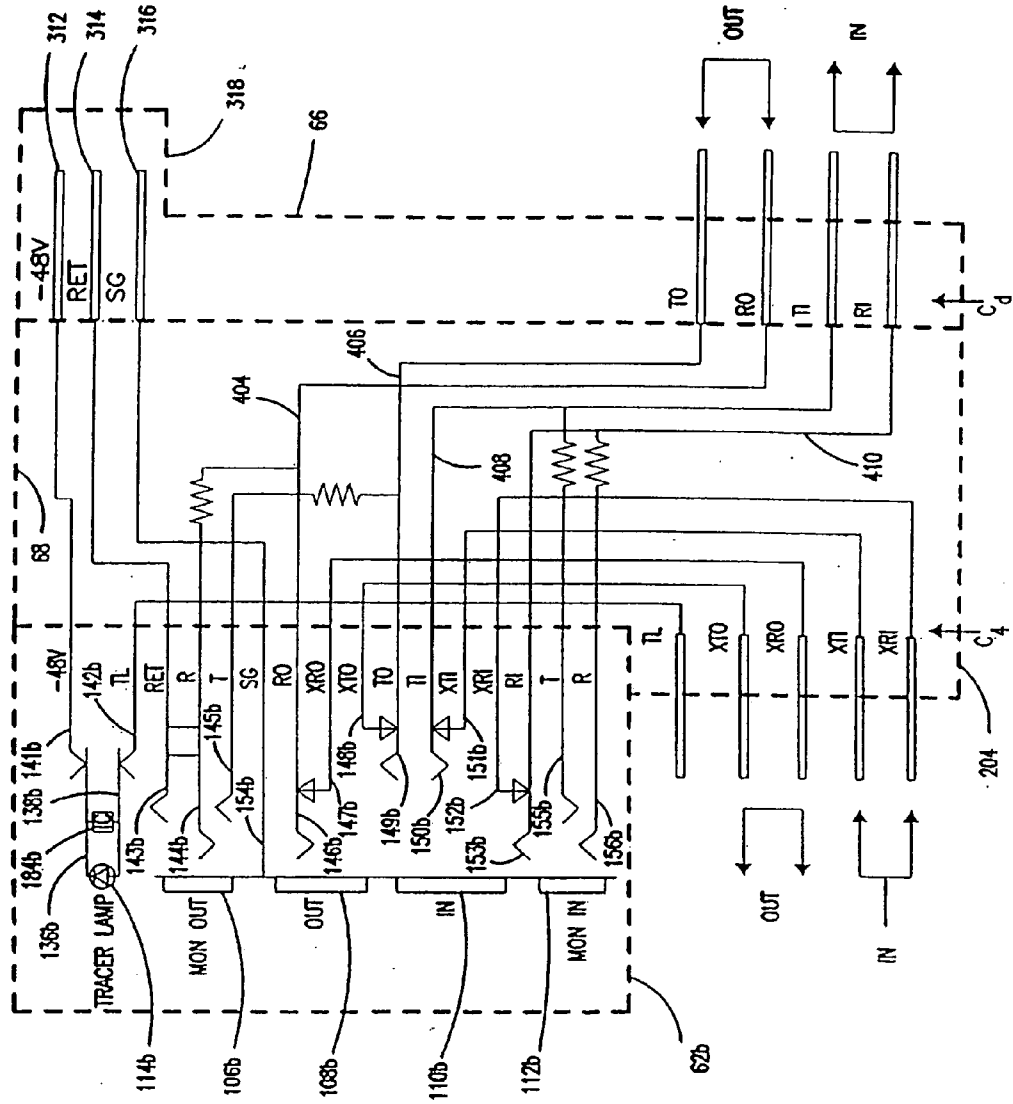 312
314
316
318
66
-48V
RET
SG
68
404
406
408
410
TO
RO
TI
RI
OUT
IN
C d
141b
142b
-48V
TL
RET
R
T
SG
RO
XRO
XTO
TO
TI
XTI
XRI
RI
T
R
184b
136b
138b
143b
144b
145b
154b
146b
147b
148b
149b
150b
151b
152b
153b
155b
156b
TRACER LAMP
114b
MON OUT
106b
OUT
108b
IN
110b
MON IN
112b
62b
TL
XTO
XRO
XTI
XRI
C 4
204
OUT
IN